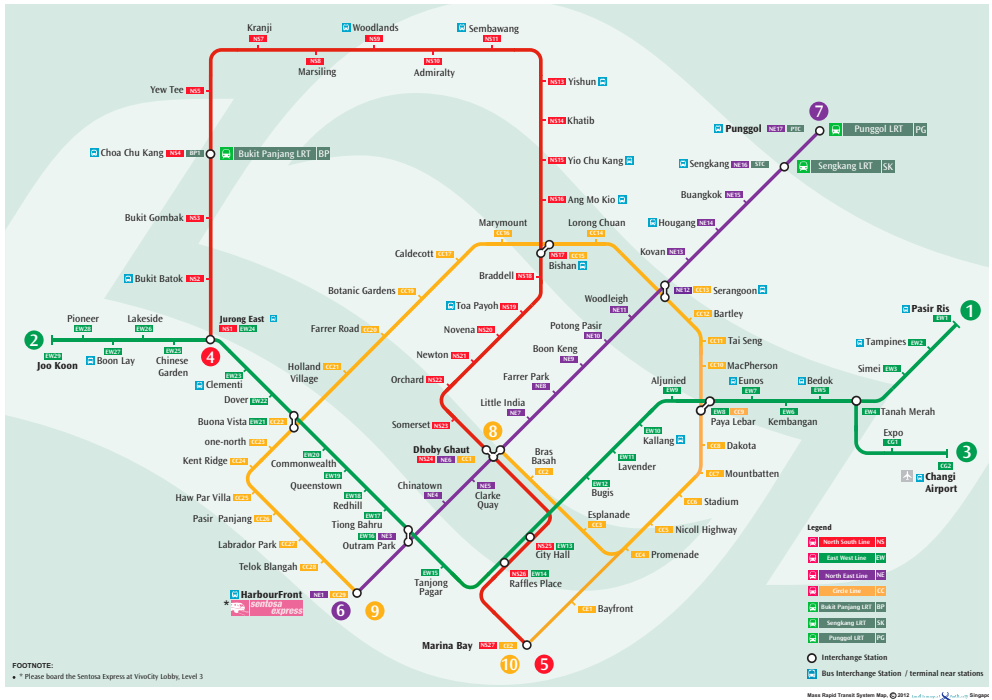 Kranji
NS7
Woodlands
NS9
Sembawang
NS11
NS8
Marsiling
NS10
Admiralty
Yew Tee NS5
NS13 Yishun
NS14 Khatib
7
Punggol NE17 PTC
Punggol LRT PG
Choa Chu Kang NS4 BP1
Bukit Panjang LRT BP
NS15 Yio Chu Kang
Sengkang NE16 STC
Sengkang LRT SK
NS16 Ang Mo Kio
Buangkok NE15
Bukit Gombak NS3
Marymount
CC16
Lorong Chuan
CC14
Hougang NE14
Caldecott CC17
NS17 CC15
Bishan
Kovan NE13
Bukit Batok NS2
Braddell NS18
Botanic Gardens CC19
NE12 CC13 Serangoon
Woodleigh
NE11
Toa Payoh NS19
CC12
Bartley
Pasir Ris
EW1
1
Jurong East
NS1 EW24
Pioneer
EW28
Lakeside
EW26
Farrer Road CC20
Novena NS20
Potong Pasir
NE10
CC11 Tai Seng
Tampines EW2
2
EW29
Joo Koon
EW27
Boon Lay
EW25
Chinese
Garden
4
Newton
NS21
Boon Keng
NE9
CC10 MacPherson
Simei EW3
Holland
Village
CC21
EW23
Clementi
Orchard NS22
Farrer Park
NE8
Aljunied
EW9
Eunos
EW7
Bedok
EW5
Dover EW22
Little India
NE7
EW8 CC9
Paya Lebar
EW6
Kembangan
EW4 Tanah Merah
Buona Vista EW21 CC22
Somerset NS23
8
EW10
Kallang
Expo
CG1
one-north
CC23
Dhoby Ghaut
NS24 NE6 CC1
Bras
Basah
CC2
CC8 Dakota
3
Kent Ridge CC24
EW20
Commonwealth
EW11
Lavender
CG2
Changi
Airport
EW19
Queenstown
Chinatown
NE4
NE5
Clarke
Quay
EW12
Bugis
CC7 Mountbatten
Haw Par Villa CC25
EW18
Redhill
CC6 Stadium
Pasir Panjang CC26
EW17
Tiong Bahru
Esplanade
CC3
CC5 Nicoll Highway
EW16 NE3
Outram Park
Legend
Labrador Park CC27
NS25 EW13
City Hall
CC4 Promenade
North South Line NS
East West Line EW
Telok Blangah CC28
EW15
Tanjong
Pagar
NS26 EW14
Raffles Place
North East Line NE
Circle Line CC
HarbourFront NE1 CC29
*
sentosa
express
6
9
CE1 Bayfront
Bukit Panjang LRT BP
Sengkang LRT SK
Punggol LRT PG
Marina Bay NS27 CE2
10
5
Interchange Station
Bus Interchange Station / terminal near stations
FOOTNOTE:
• * Please board the Sentosa Express at VivoCity Lobby, Level 3
Mass Rapid Transit System Map, © 2012
Singapo